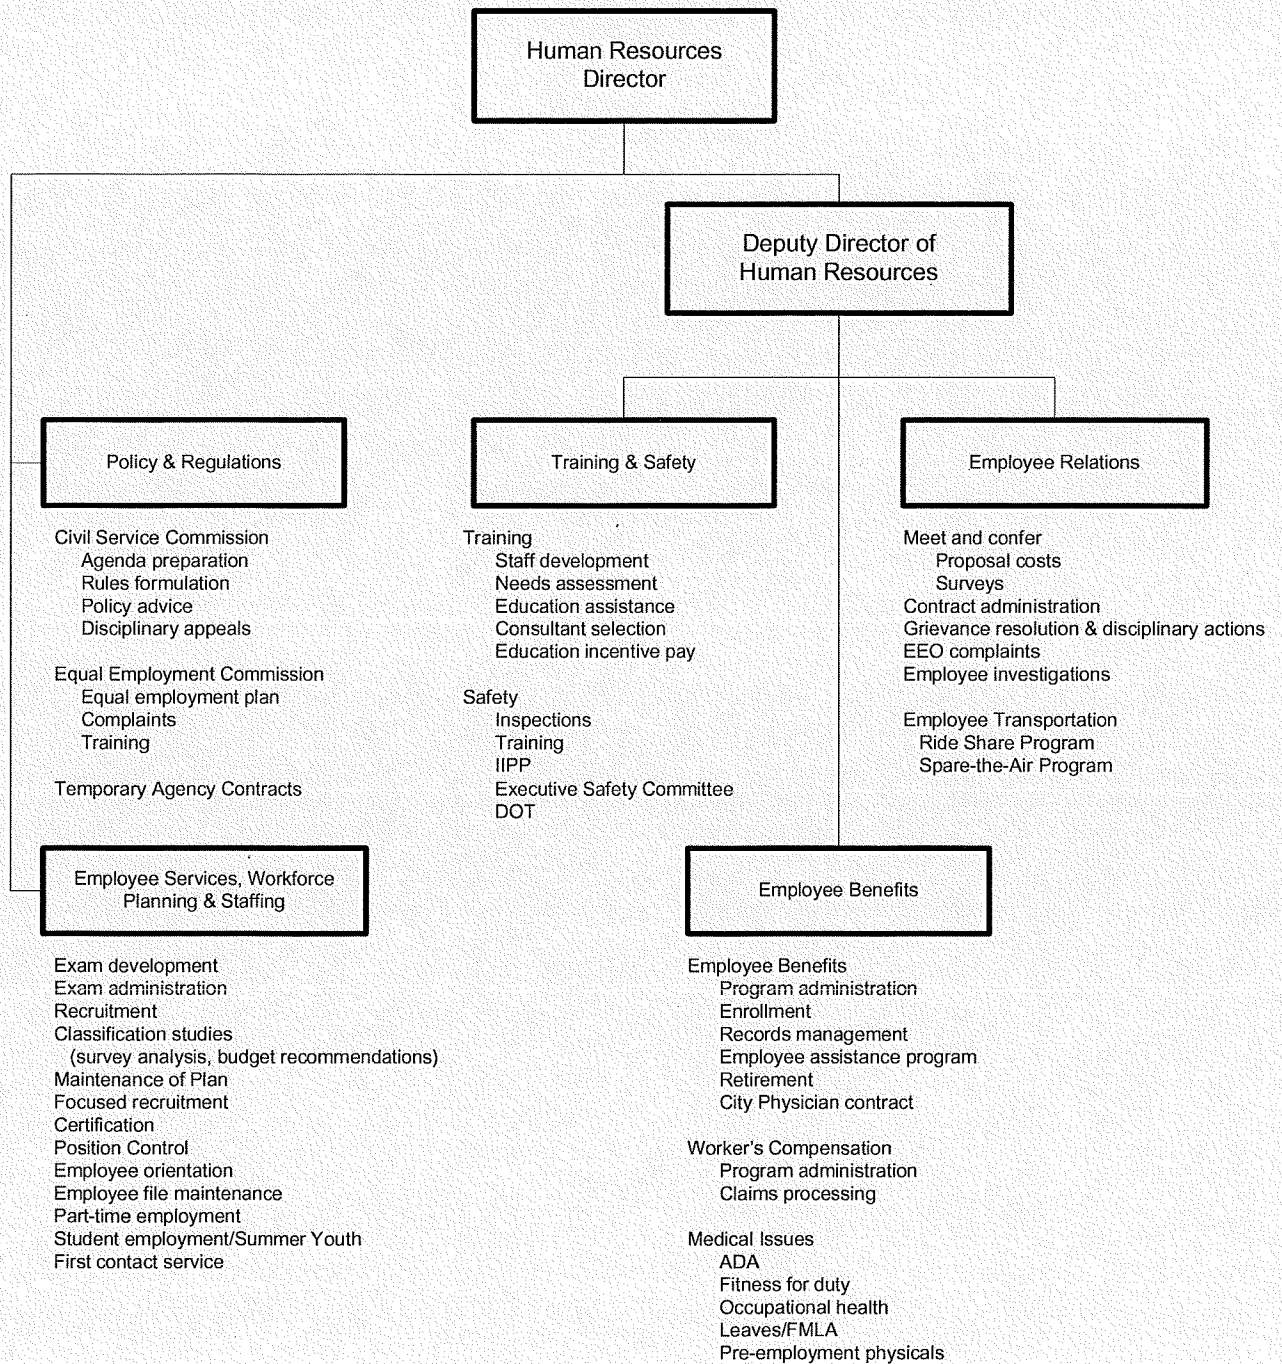 Human Resources
Director
Deputy Director of
Human Resources
Policy & Regulations
Civil Service Commission
Agenda preparation
Rules formulation
Policy advice
Disciplinary appeals
Equal Employment Commission
Equal employment plan
Complaints
Training
Temporary Agency Contracts
Training & Safety
Training
Staff development
Needs assessment
Education assistance
Consultant selection
Education incentive pay
Safety
Inspections
Training
IIPP
Executive Safety Committee
DOT
Employee Relations
Meet and confer
Proposal costs
Surveys
Contract administration
Grievance resolution & disciplinary actions
EEO complaints
Employee investigations
Employee Transportation
Ride Share Program
Spare-the-Air Program
Employee Services, Workforce
Planning & Staffing
Exam development
Exam administration
Recruitment
Classification studies
(survey analysis, budget recommendations)
Maintenance of Plan
Focused recruitment
Certification
Position Control
Employee orientation
Employee file maintenance
Part-time employment
Student employment/Summer Youth
First contact service
Employee Benefits
Employee Benefits
Program administration
Enrollment
Records management
Employee assistance program
Retirement
City Physician contract
Worker's Compensation
Program administration
Claims processing
Medical Issues
ADA
Fitness for duty
Occupational health
Leaves/FMLA
Pre-employment physicals